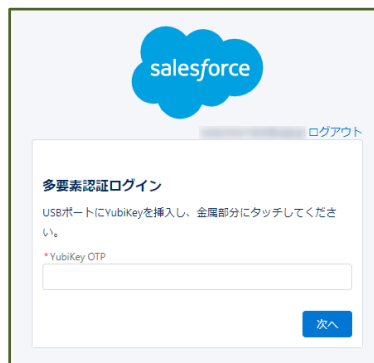 salesforce
ログアウト
多要素認証ログイン
USBポートにYubiKeyを挿入し、金属部分にタッチしてくださ
い。
*YubiKey OTP
次へ